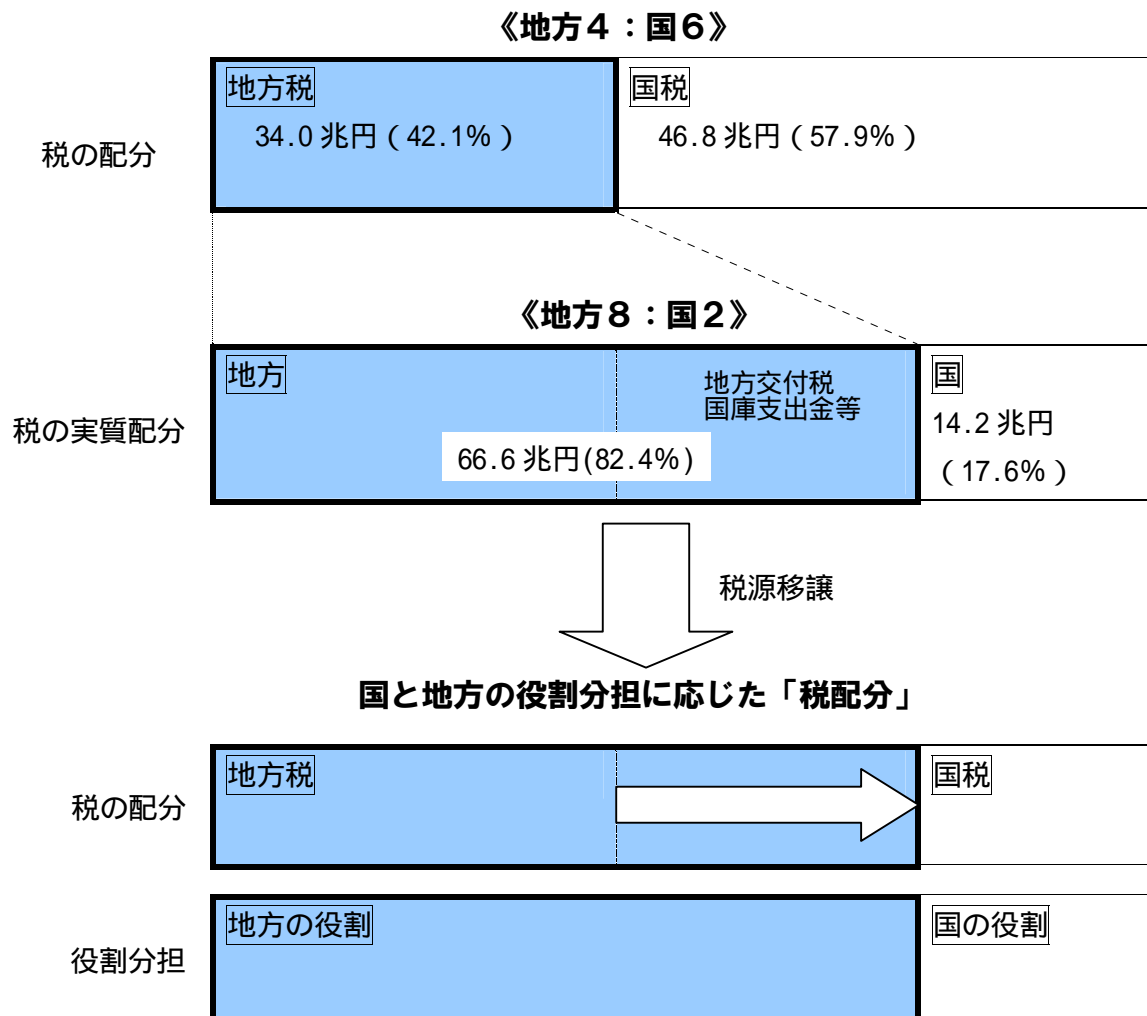 《地方４：国６》
税の配分
地方税
34.0 兆円（42.1%）
国税
46.8 兆円（57.9%）
《地方８：国２》
税の実質配分
地方
地方交付税
国庫支出金等
66.6 兆円(82.4%)
国
14.2 兆円
（17.6%）
税源移譲
国と地方の役割分担に応じた「税配分」
税の配分
地方税
国税
役割分担
地方の役割
国の役割